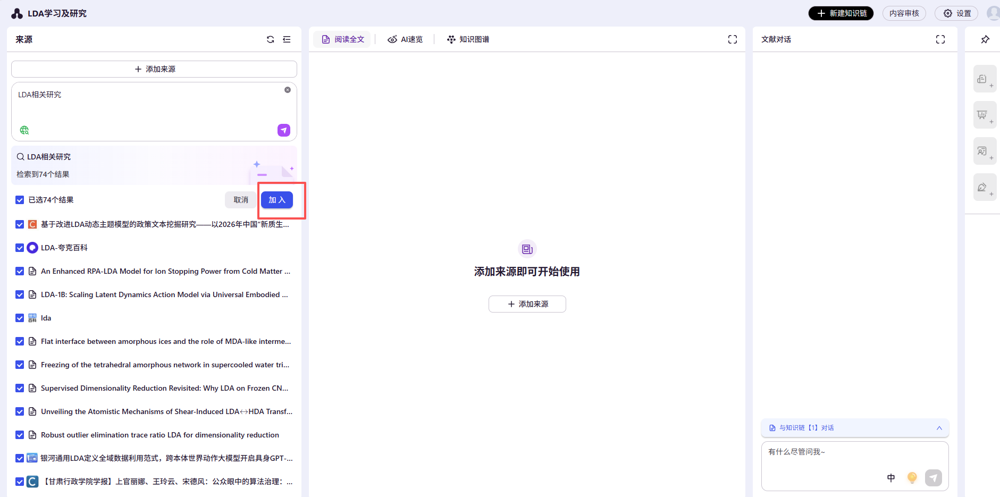 LDA学习及研究
新建知识链
内容审核
设置
来源
阅读全文
AI速览
知识图谱
文献对话
添加来源
LDA相关研究
LDA相关研究
检索到74个结果
已选74个结果
取消
加入
基于改进LDA动态主题模型的政策文本挖掘研究——以2026年中国“新质生...
LDA-夸克百科
An Enhanced RPA-LDA Model for Ion Stopping Power from Cold Matter ...
LDA-1B: Scaling Latent Dynamics Action Model via Universal Embodied ...
百科
lda
Flat interface between amorphous ices and the role of MDA-like interme...
Freezing of the tetrahedral amorphous network in supercooled water tri...
Supervised Dimensionality Reduction Revisited: Why LDA on Frozen CN...
Unveiling the Atomistic Mechanisms of Shear-Induced LDA↔HDA Transf...
Robust outlier elimination trace ratio LDA for dimensionality reduction
银河通用LDA定义全域数据利用范式，跨本体世界动作大模型开启具身GPT-...
【甘肃行政学院学报】上官丽娜、王玲云、宋德风：公众眼中的算法治理：...
添加来源即可开始使用
添加来源
与知识链【1】对话
有什么尽管问我~
中